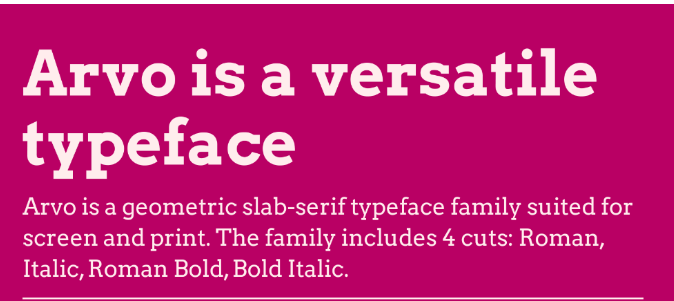 Arvo is a versatile
typeface
Arvo is a geometric slab-serif typeface family suited for
screen and print. The family includes 4 cuts: Roman,
Italic, Roman Bold, Bold Italic.